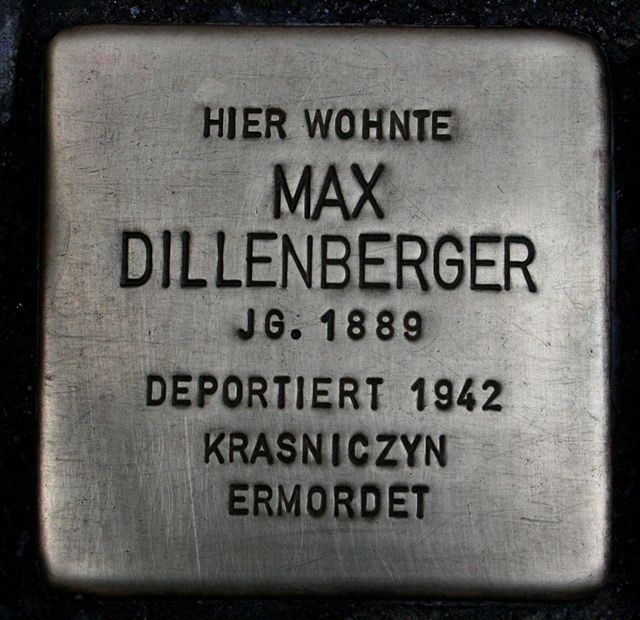 HIER WOHNTE
MAX
DILLENBERGER
JG. 1889
DEPORTIERT 1942
KRASNICZYN
ERMORDET